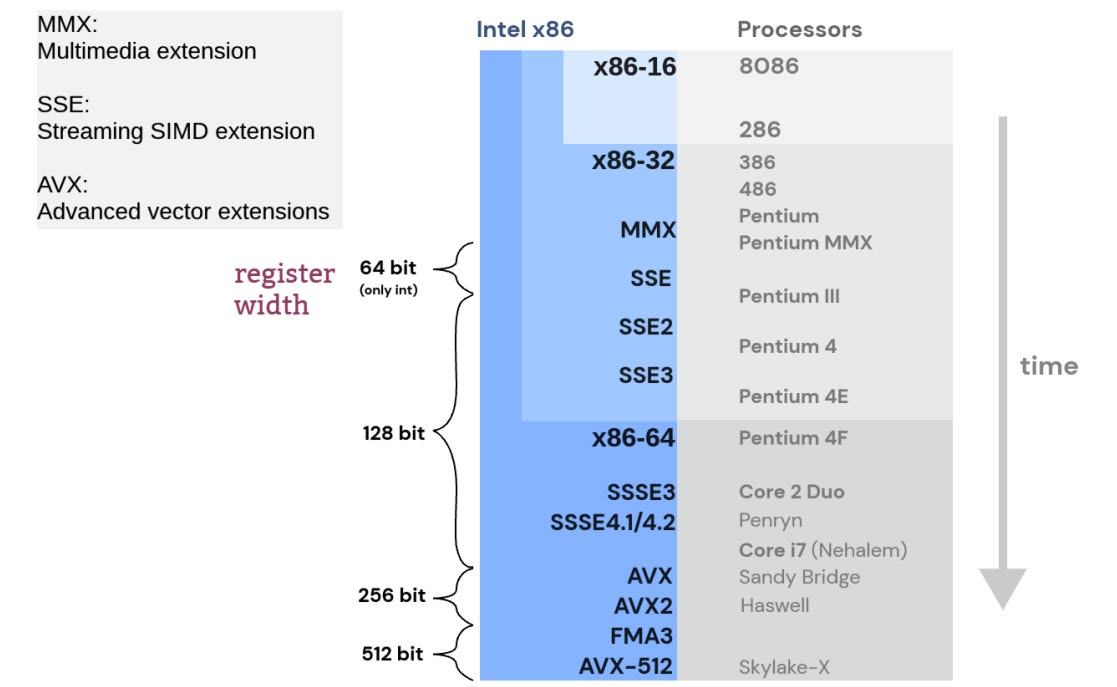 MMX:
Multimedia extension
SSE:
Streaming SIMD extension
AVX:
Advanced vector extensions
register
width
64 bit
(only int)
128 bit
256 bit
512 bit
Intel x86
x86-16
x86-32
MMX
SSE
SSE2
SSE3
x86-64
SSSE3
SSSE4.1/4.2
AVX
AVX2
FMA3
AVX-512
Processors
8086
286
386
486
Pentium
Pentium MMX
Pentium III
Pentium 4
Pentium 4E
Pentium 4F
Core 2 Duo
Penryn
Core i7 (Nehalem)
Sandy Bridge
Haswell
Skylake-X
time